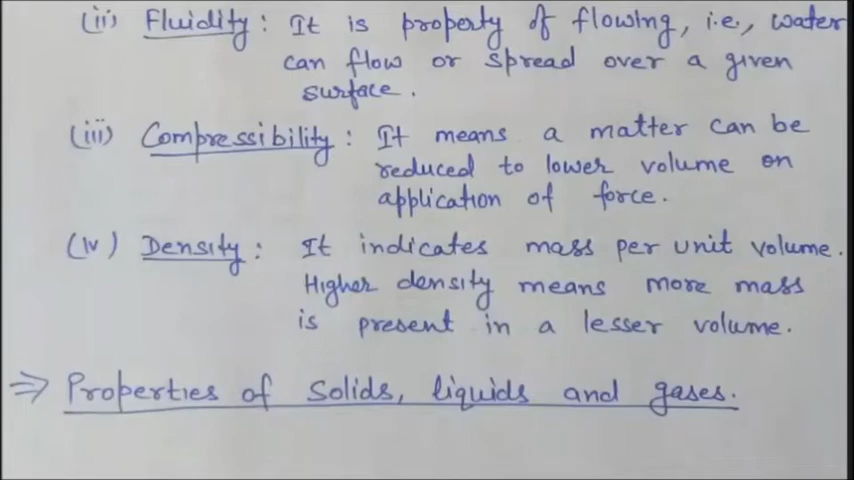 (ii) Fluidity : It is property of flowing, i.e., water
can flow or spread over a given
surface.
(iii) Compressibility : It means a matter can be
reduced to lower volume on
application of force.
(iv) Density : It indicates mass per unit volume.
Higher density means more mass
is present in a lesser volume.
⇒ Properties of solids, liquids and gases.